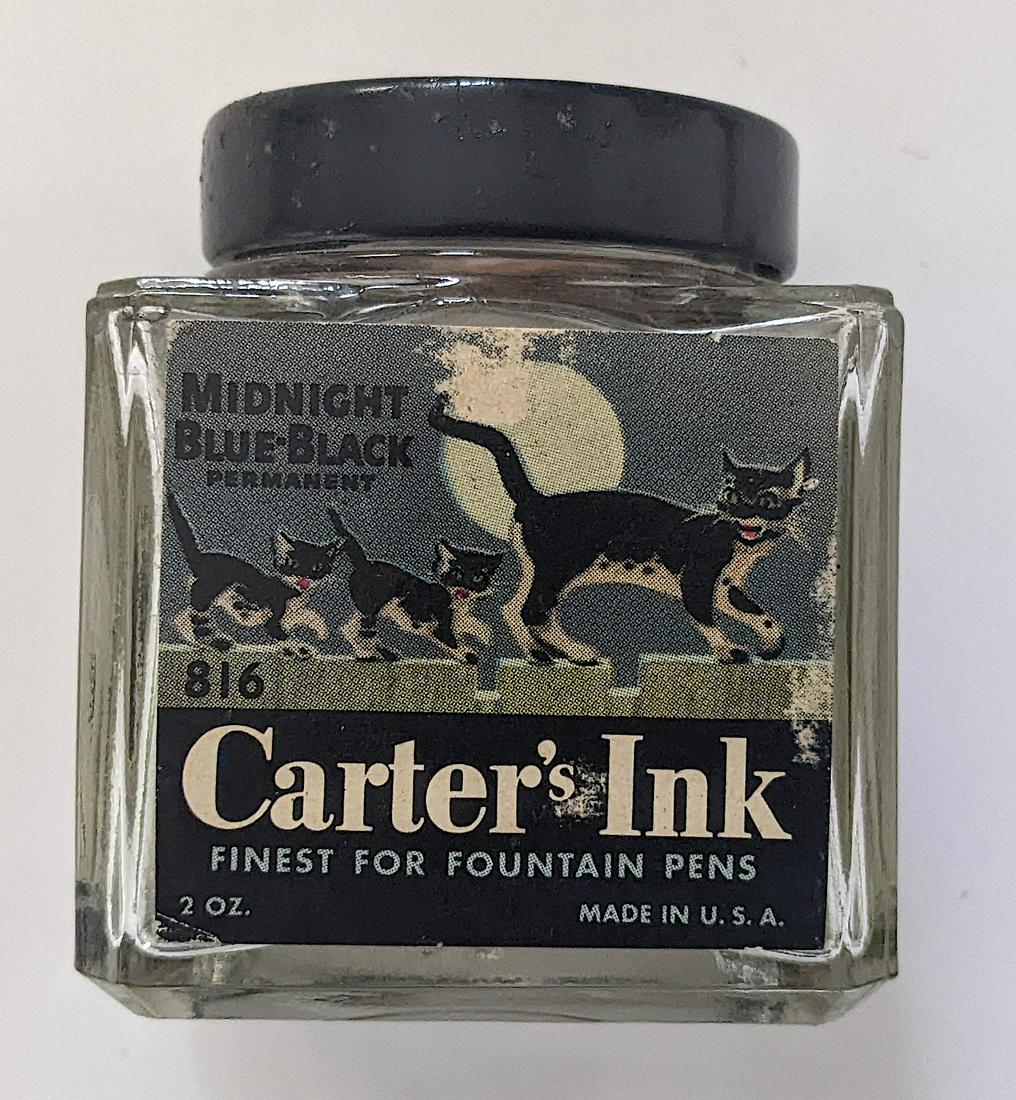 MIDNIGHT
BLUE-BLACK
PERMANENT
816
Carter's Ink
FINEST FOR FOUNTAIN PENS
2 OZ.
MADE IN U. S. A.